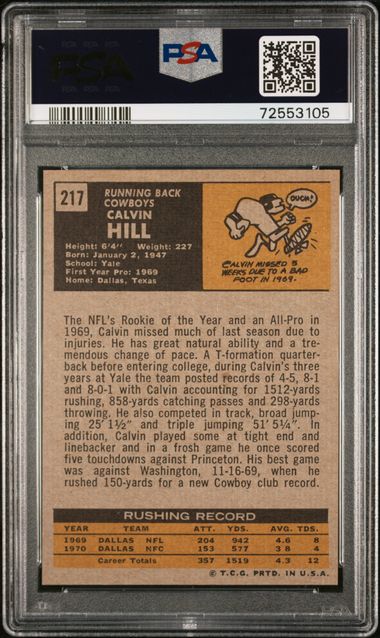 PSA
PSA
72553105
217
RUNNING BACK
COWBOYS
CALVIN
HILL
Height: 6'4" Weight: 227
Born: January 2, 1947
School: Yale
First Year Pro: 1969
Home: Dallas, Texas
OUCH!
CALVIN MISSED 5
WEEKS DUE TO A BAD
FOOT IN 1969.
The NFL's Rookie of the Year and an All-Pro in
1969, Calvin missed much of last season due to
injuries. He has great natural ability and a tre-
mendous change of pace. A T-formation quarter-
back before entering college, during Calvin's three
years at Yale the team posted records of 4-5, 8-1
and 8-0-1 with Calvin accounting for 1512-yards
rushing, 858-yards catching passes and 298-yards
throwing. He also competed in track, broad jump-
ing 25' 1½" and triple jumping 51' 5¼". In
addition, Calvin played some at tight end and
linebacker and in a frosh game he once scored
five touchdowns against Princeton. His best game
was against Washington, 11-16-69, when he
rushed 150-yards for a new Cowboy club record.
RUSHING RECORD
YEAR TEAM ATT. YDS. AVG. TDS.
1969 DALLAS NFL 204 942 4.6 8
1970 DALLAS NFC 153 577 3 8 4
Career Totals 357 1519 4.3 12
© T.C.G. PRTD. IN U.S.A.